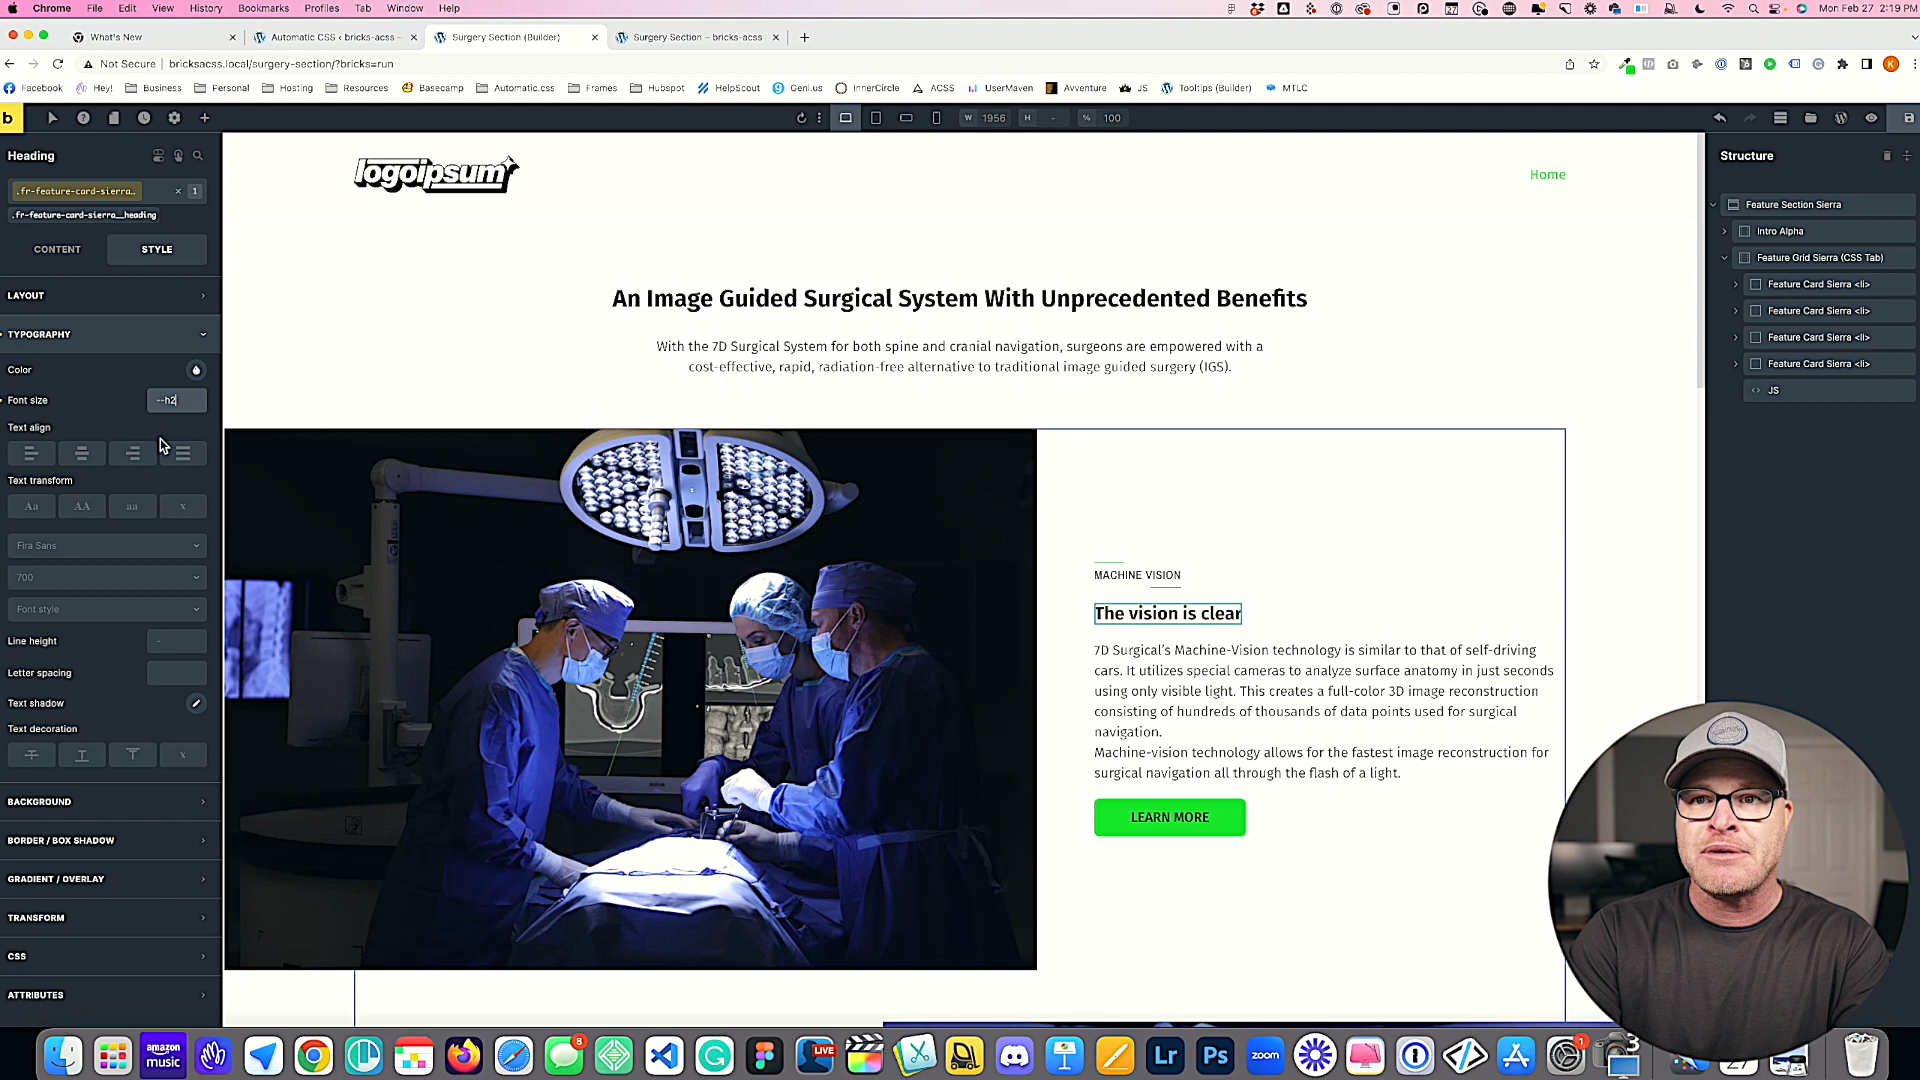 Chrome File Edit View History Bookmarks Profiles Tab Window Help
Mon Feb 27 2:19 PM
What's New
Automatic CSS ‹ bricks-acss –
Surgery Section (Builder)
Surgery Section – bricks-acss
Not Secure bricksacss.local/surgery-section/?bricks=run
Facebook Hey! Business Personal Hosting Resources Basecamp Automatic.css Frames Hubspot HelpScout Geni.us InnerCircle ACSS UserMaven Avventure JS Tooltips (Builder) MTLC
b
W 1956 H - % 100
Heading
.fr-feature-card-sierra… × 1
.fr-feature-card-sierra__heading
CONTENT STYLE
LAYOUT
TYPOGRAPHY
Color
Font size --h2
Text align
Text transform
Aa AA aa x
Fira Sans
700
Font style
Line height -
Letter spacing
Text shadow
Text decoration
x
BACKGROUND
BORDER / BOX SHADOW
GRADIENT / OVERLAY
TRANSFORM
CSS
ATTRIBUTES
logoipsum
Home
An Image Guided Surgical System With Unprecedented Benefits
With the 7D Surgical System for both spine and cranial navigation, surgeons are empowered with a
cost-effective, rapid, radiation-free alternative to traditional image guided surgery (IGS).
MACHINE VISION
The vision is clear
7D Surgical's Machine-Vision technology is similar to that of self-driving
cars. It utilizes special cameras to analyze surface anatomy in just seconds
using only visible light. This creates a full-color 3D image reconstruction
consisting of hundreds of thousands of data points used for surgical
navigation.
Machine-vision technology allows for the fastest image reconstruction for
surgical navigation all through the flash of a light.
LEARN MORE
Structure
Feature Section Sierra
Intro Alpha
Feature Grid Sierra (CSS Tab)
Feature Card Sierra <li>
Feature Card Sierra <li>
Feature Card Sierra <li>
Feature Card Sierra <li>
JS
amazon
music
8
LIVE
Lr
Ps
zoom
1
3
27